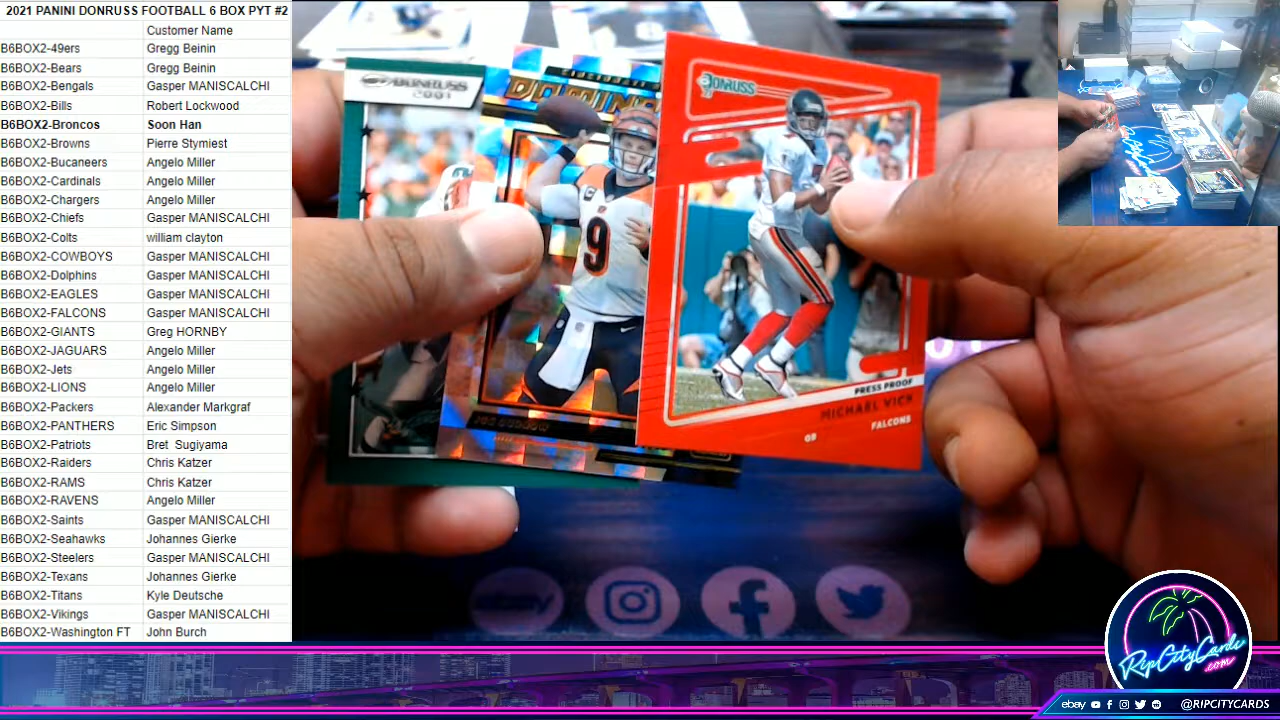 2021 PANINI DONRUSS FOOTBALL 6 BOX PYT #2
Customer Name
B6BOX2-49ers Gregg Beinin
B6BOX2-Bears Gregg Beinin
B6BOX2-Bengals Gasper MANISCALCHI
B6BOX2-Bills Robert Lockwood
B6BOX2-Broncos Soon Han
B6BOX2-Browns Pierre Stymiest
B6BOX2-Bucaneers Angelo Miller
B6BOX2-Cardinals Angelo Miller
B6BOX2-Chargers Angelo Miller
B6BOX2-Chiefs Gasper MANISCALCHI
B6BOX2-Colts william clayton
B6BOX2-COWBOYS Gasper MANISCALCHI
B6BOX2-Dolphins Gasper MANISCALCHI
B6BOX2-EAGLES Gasper MANISCALCHI
B6BOX2-FALCONS Gasper MANISCALCHI
B6BOX2-GIANTS Greg HORNBY
B6BOX2-JAGUARS Angelo Miller
B6BOX2-Jets Angelo Miller
B6BOX2-LIONS Angelo Miller
B6BOX2-Packers Alexander Markgraf
B6BOX2-PANTHERS Eric Simpson
B6BOX2-Patriots Bret Sugiyama
B6BOX2-Raiders Chris Katzer
B6BOX2-RAMS Chris Katzer
B6BOX2-RAVENS Angelo Miller
B6BOX2-Saints Gasper MANISCALCHI
B6BOX2-Seahawks Johannes Gierke
B6BOX2-Steelers Gasper MANISCALCHI
B6BOX2-Texans Johannes Gierke
B6BOX2-Titans Kyle Deutsche
B6BOX2-Vikings Gasper MANISCALCHI
B6BOX2-Washington FT John Burch
DONRUSS
2001
9
JOE BURROW
DONRUSS
PRESS PROOF
MICHAEL VICK
FALCONS
QB
RipCityCards
.com
ebay
@RIPCITYCARDS